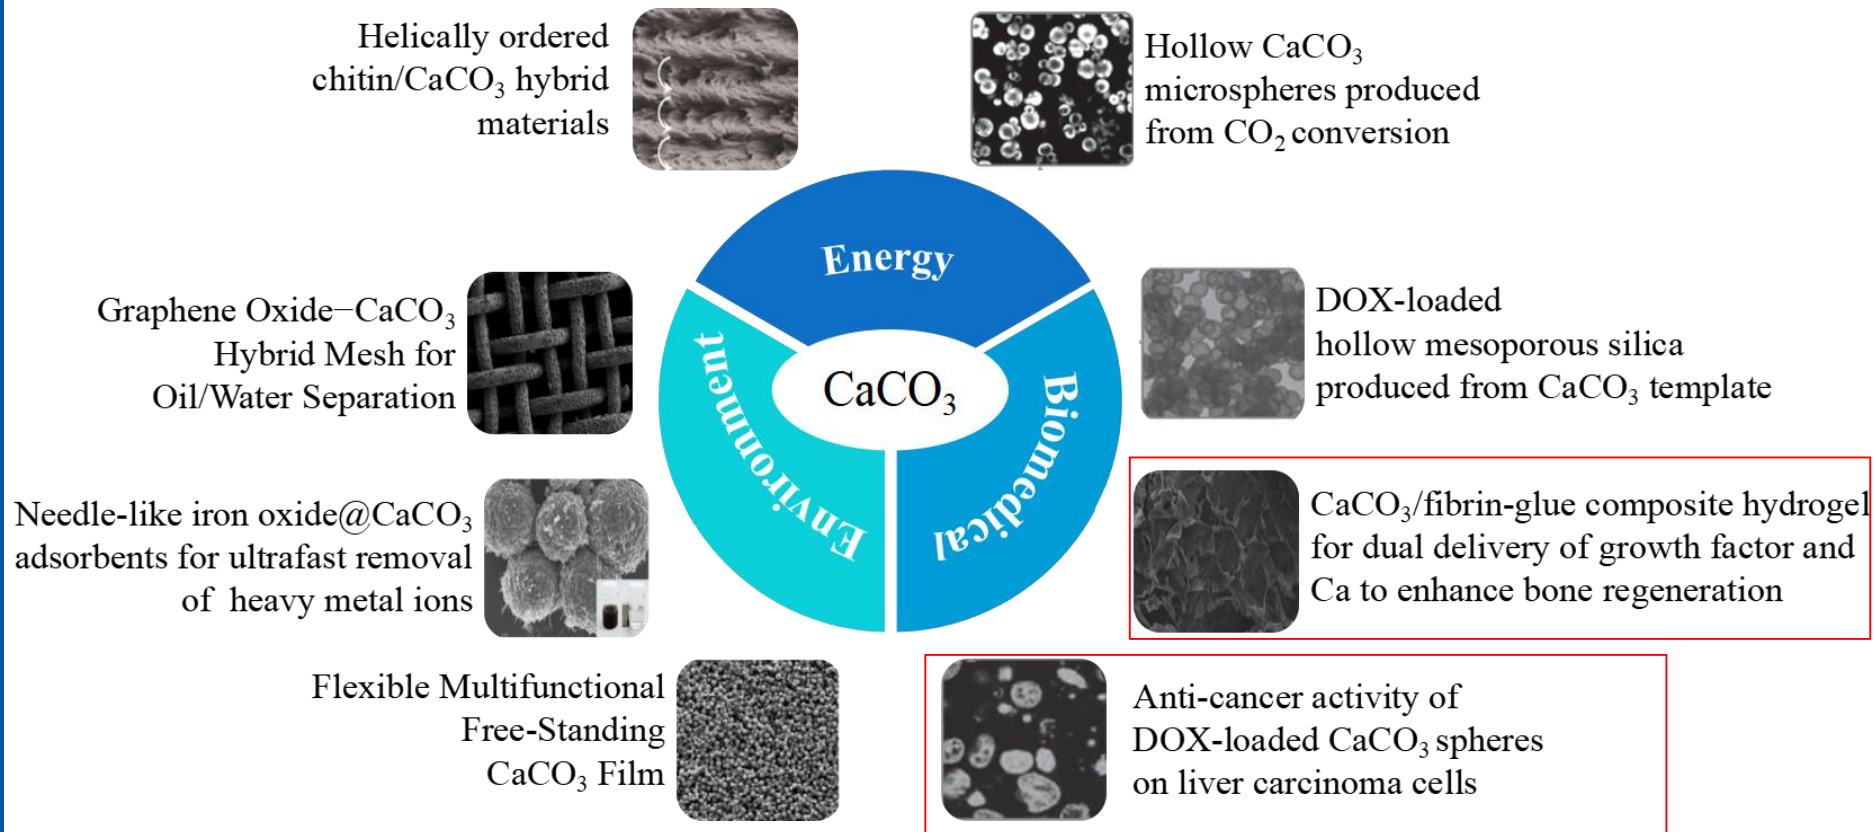 Helically ordered
chitin/CaCO₃ hybrid
materials
Hollow CaCO₃
microspheres produced
from CO₂ conversion
Energy
Environment
Biomedical
CaCO₃
Graphene Oxide−CaCO₃
Hybrid Mesh for
Oil/Water Separation
DOX-loaded
hollow mesoporous silica
produced from CaCO₃ template
Needle-like iron oxide@CaCO₃
adsorbents for ultrafast removal
of heavy metal ions
CaCO₃/fibrin-glue composite hydrogel
for dual delivery of growth factor and
Ca to enhance bone regeneration
Flexible Multifunctional
Free-Standing
CaCO₃ Film
Anti-cancer activity of
DOX-loaded CaCO₃ spheres
on liver carcinoma cells